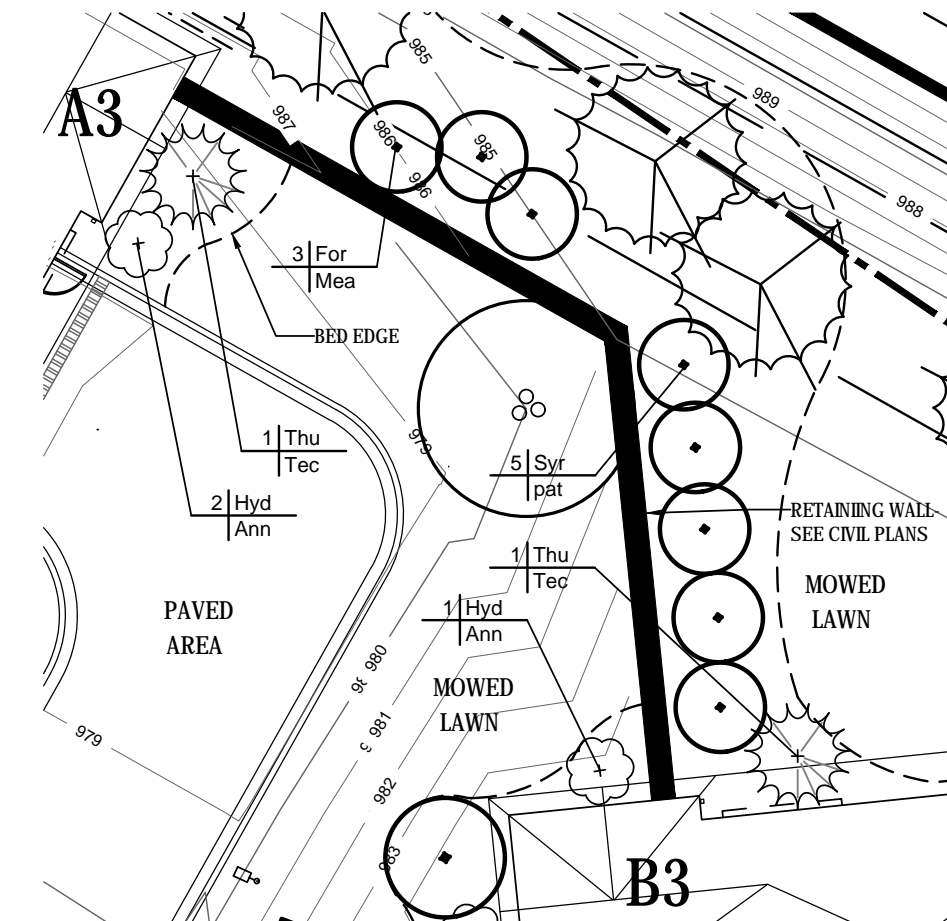 985
989
A3
987
986
985
986
988
3 For
Mea
BED EDGE
979
1 Thu
Tec
5 Syr
pat
2 Hyd
Ann
RETAINING WALL
SEE CIVIL PLANS
1 Thu
Tec
MOWED
LAWN
1 Hyd
Ann
PAVED
AREA
980
MOWED
LAWN
981
979
982
983
B3